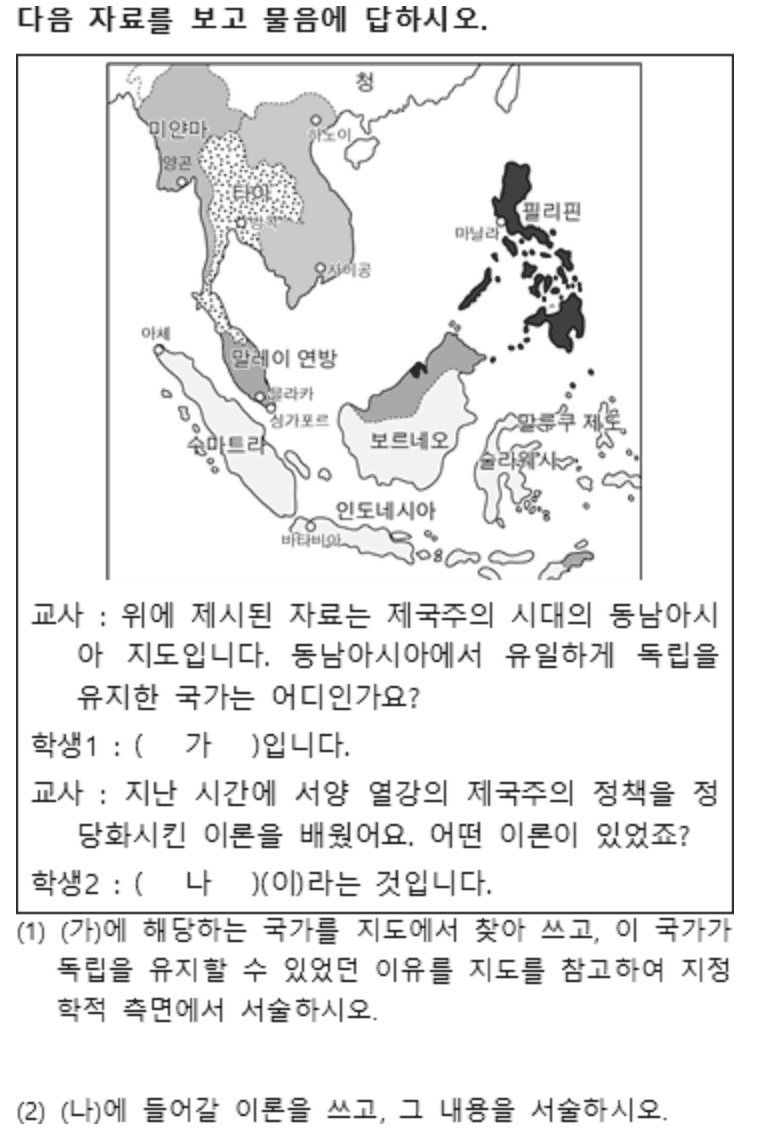 다음 자료를 보고 물음에 답하시오.
청
미얀마
하노이
양곤
타이
방콕
필리핀
마닐라
사이공
아체
말레이 연방
믈라카
싱가포르
말루쿠 제도
수마트라
보르네오
술라웨시
인도네시아
바타비아
교사 : 위에 제시된 자료는 제국주의 시대의 동남아시
아 지도입니다. 동남아시아에서 유일하게 독립을
유지한 국가는 어디인가요?
학생1 : ( 가 )입니다.
교사 : 지난 시간에 서양 열강의 제국주의 정책을 정
당화시킨 이론을 배웠어요. 어떤 이론이 있었죠?
학생2 : ( 나 )(이)라는 것입니다.
(1) (가)에 해당하는 국가를 지도에서 찾아 쓰고, 이 국가가
독립을 유지할 수 있었던 이유를 지도를 참고하여 지정
학적 측면에서 서술하시오.
(2) (나)에 들어갈 이론을 쓰고, 그 내용을 서술하시오.